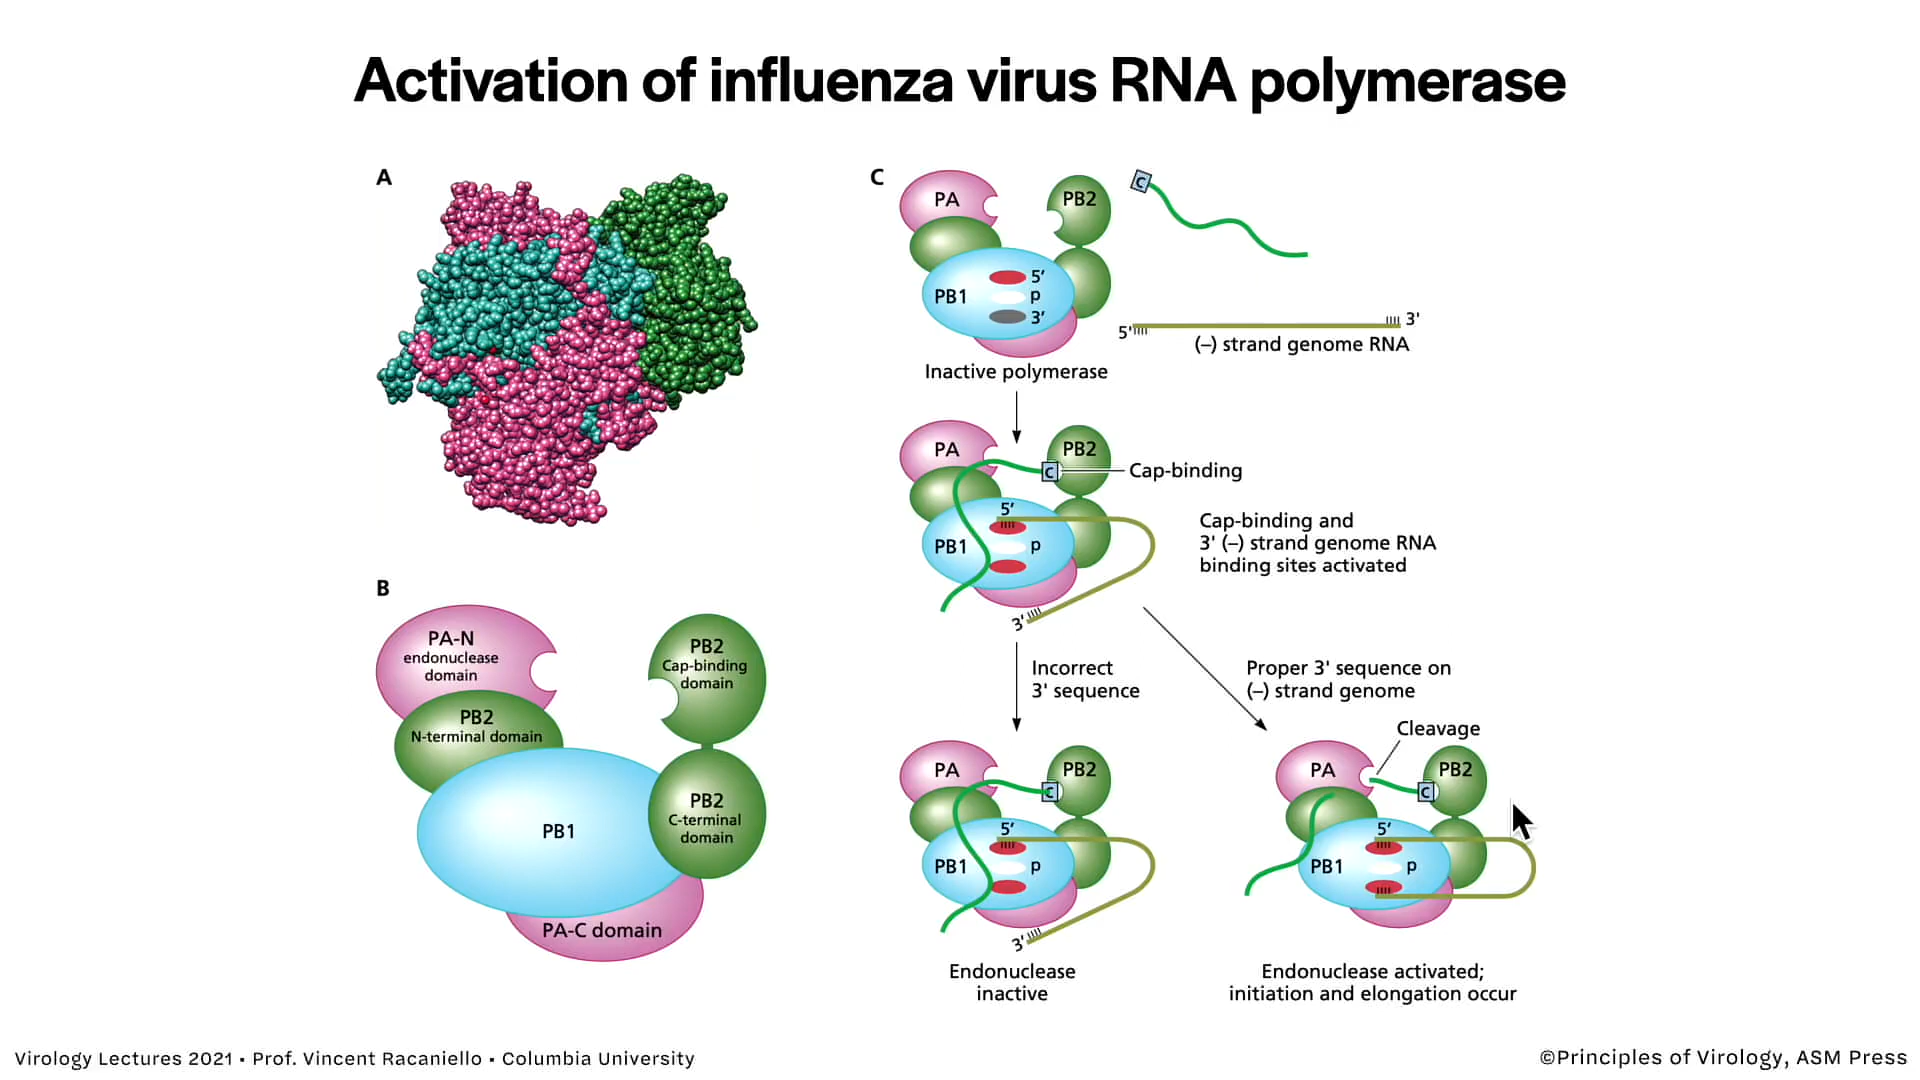 Activation of influenza virus RNA polymerase
A
B
PA-N
endonuclease
domain
PB2
N-terminal domain
PB1
PB2
Cap-binding
domain
PB2
C-terminal
domain
PA-C domain
C
PA
PB2
C
PB1
5′
p
3′
Inactive polymerase
5'
3'
(–) strand genome RNA
PA
PB2
C
Cap-binding
5′
PB1
p
3'
Cap-binding and
3' (–) strand genome RNA
binding sites activated
Incorrect
3' sequence
Proper 3' sequence on
(–) strand genome
PA
PB2
C
5′
PB1
p
3'
Endonuclease
inactive
Cleavage
PA
PB2
C
5′
PB1
p
Endonuclease activated;
initiation and elongation occur
Virology Lectures 2021 • Prof. Vincent Racaniello • Columbia University
©Principles of Virology, ASM Press